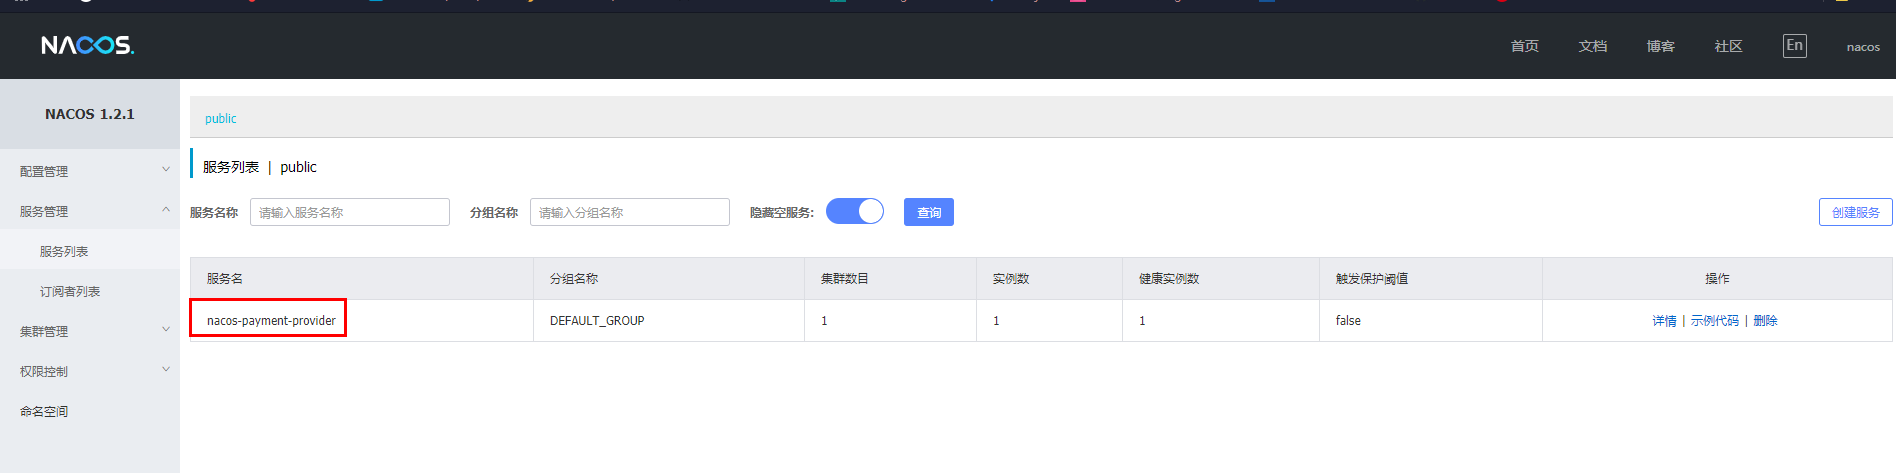 NACOS.
首页 文档 博客 社区 En nacos
NACOS 1.2.1
配置管理
服务管理
服务列表
订阅者列表
集群管理
权限控制
命名空间
public
服务列表 | public
服务名称 请输入服务名称 分组名称 请输入分组名称 隐藏空服务: 查询 创建服务
服务名 分组名称 集群数目 实例数 健康实例数 触发保护阈值 操作
nacos-payment-provider DEFAULT_GROUP 1 1 1 false 详情 | 示例代码 | 删除